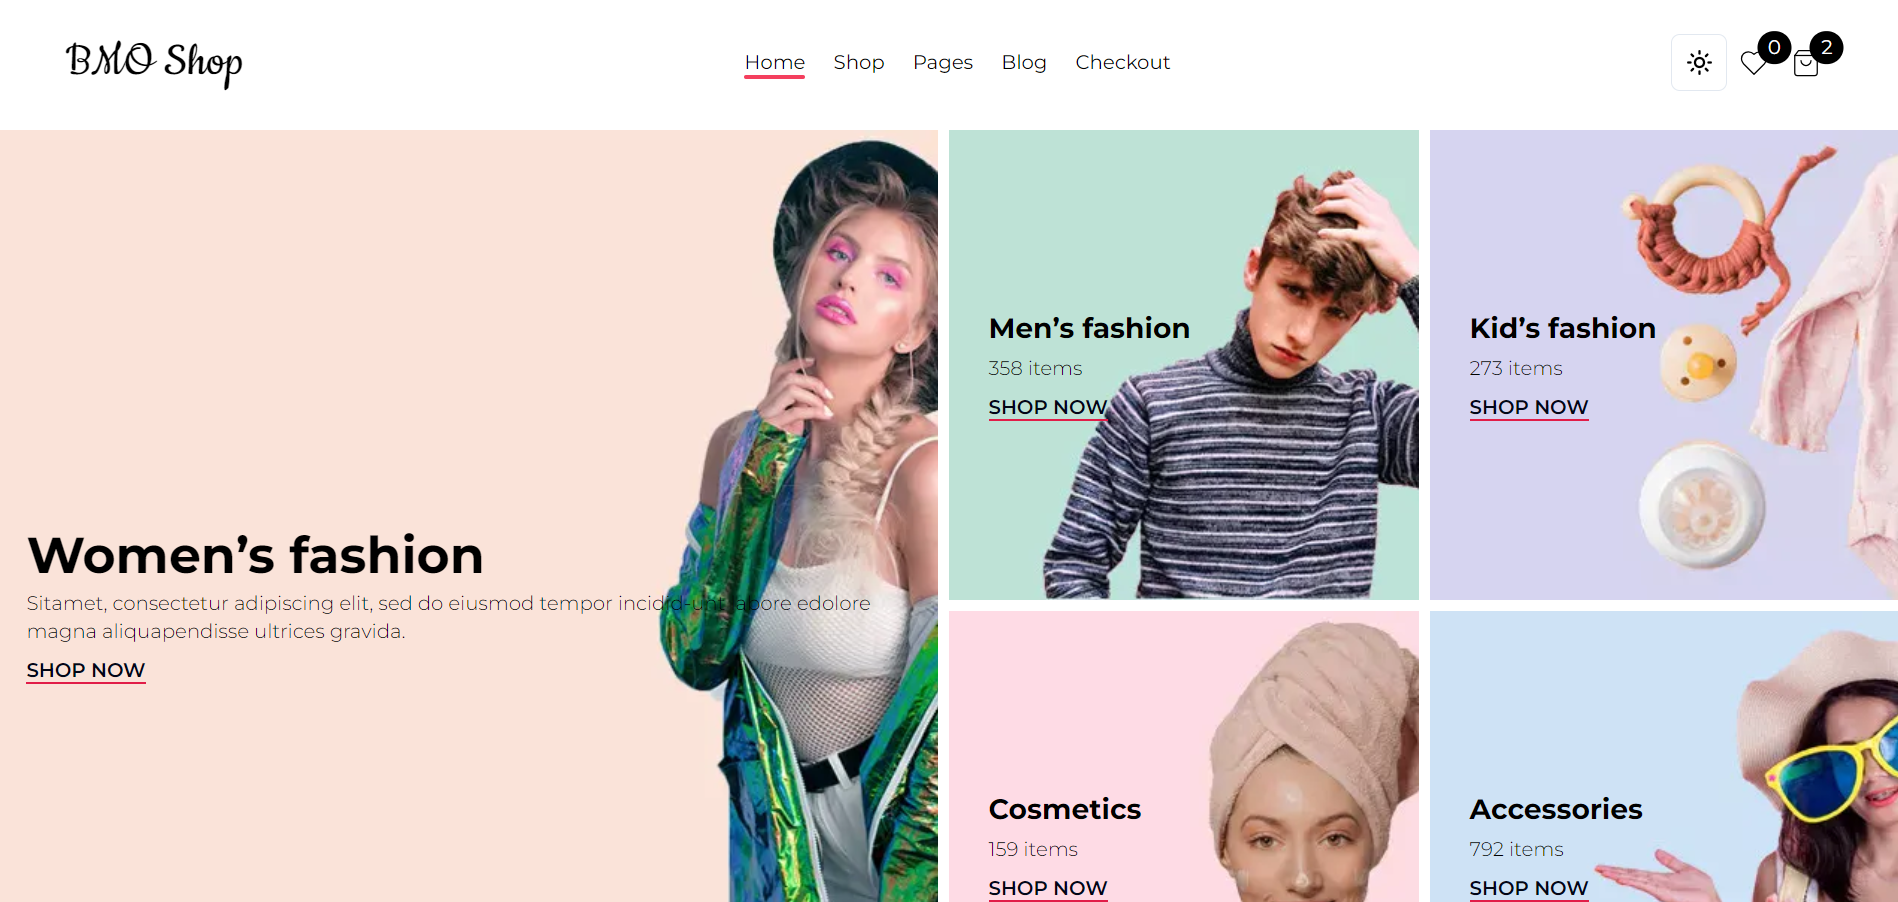 BMO Shop
Home Shop Pages Blog Checkout
0 2
Women’s fashion
Sitamet, consectetur adipiscing elit, sed do eiusmod tempor incidid-unt labore edolore
magna aliquapendisse ultrices gravida.
SHOP NOW
Men’s fashion
358 items
SHOP NOW
Kid’s fashion
273 items
SHOP NOW
Cosmetics
159 items
SHOP NOW
Accessories
792 items
SHOP NOW